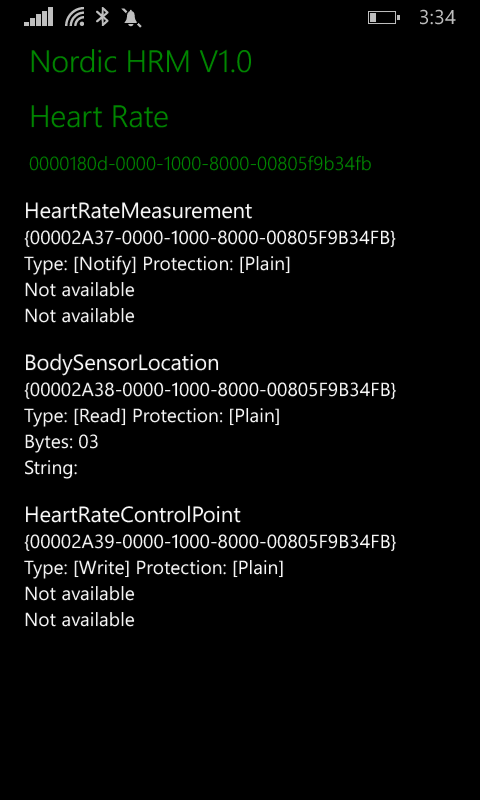 3:34
Nordic HRM V1.0
Heart Rate
0000180d-0000-1000-8000-00805f9b34fb
HeartRateMeasurement
{00002A37-0000-1000-8000-00805F9B34FB}
Type: [Notify] Protection: [Plain]
Not available
Not available
BodySensorLocation
{00002A38-0000-1000-8000-00805F9B34FB}
Type: [Read] Protection: [Plain]
Bytes: 03
String:
HeartRateControlPoint
{00002A39-0000-1000-8000-00805F9B34FB}
Type: [Write] Protection: [Plain]
Not available
Not available